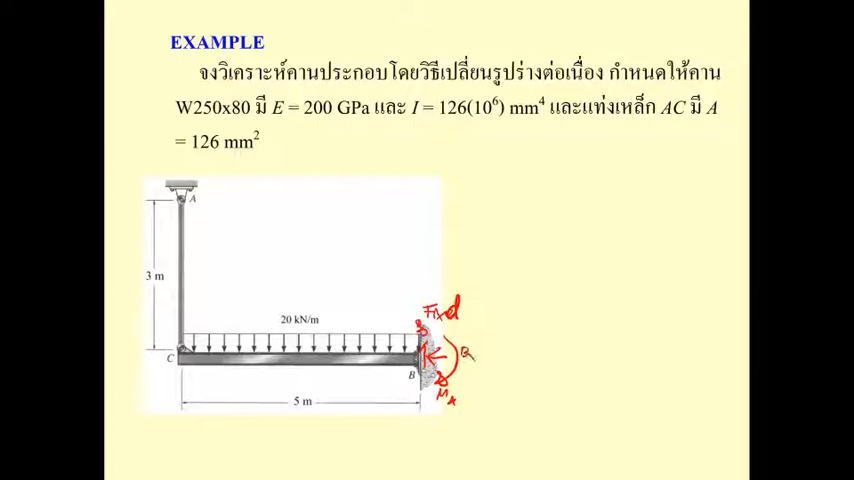 EXAMPLE
จงวิเคราะห์คานประกอบโดยวิธีเปลี่ยนรูปร่างต่อเนื่อง กำหนดให้คาน
W250x80 มี E = 200 GPa และ I = 126(10⁶) mm⁴ และแท่งเหล็ก AC มี A
= 126 mm²
A
3 m
20 kN/m
Fixed
C
B
M_A
5 m